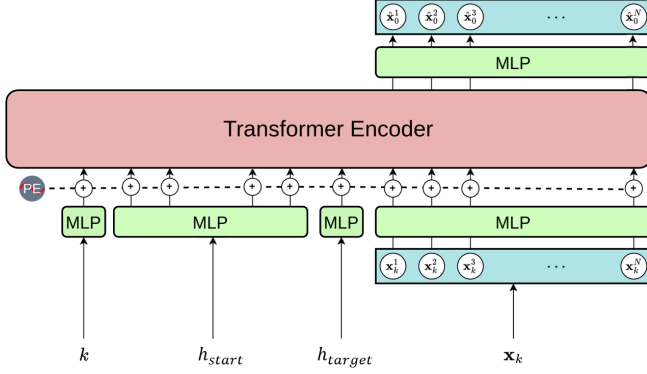 x̂₀¹ x̂₀² x̂₀³ ... x̂₀ᴺ
MLP
Transformer Encoder
PE + + + + + + + + + +
MLP MLP MLP MLP
xₖ¹ xₖ² xₖ³ ... xₖᴺ
k h_start h_target xₖ